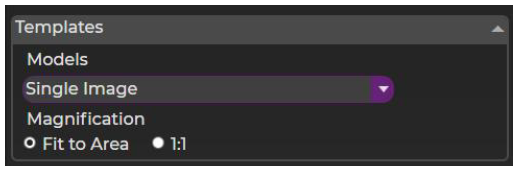 Templates
Models
Single Image
Magnification
Fit to Area 1:1